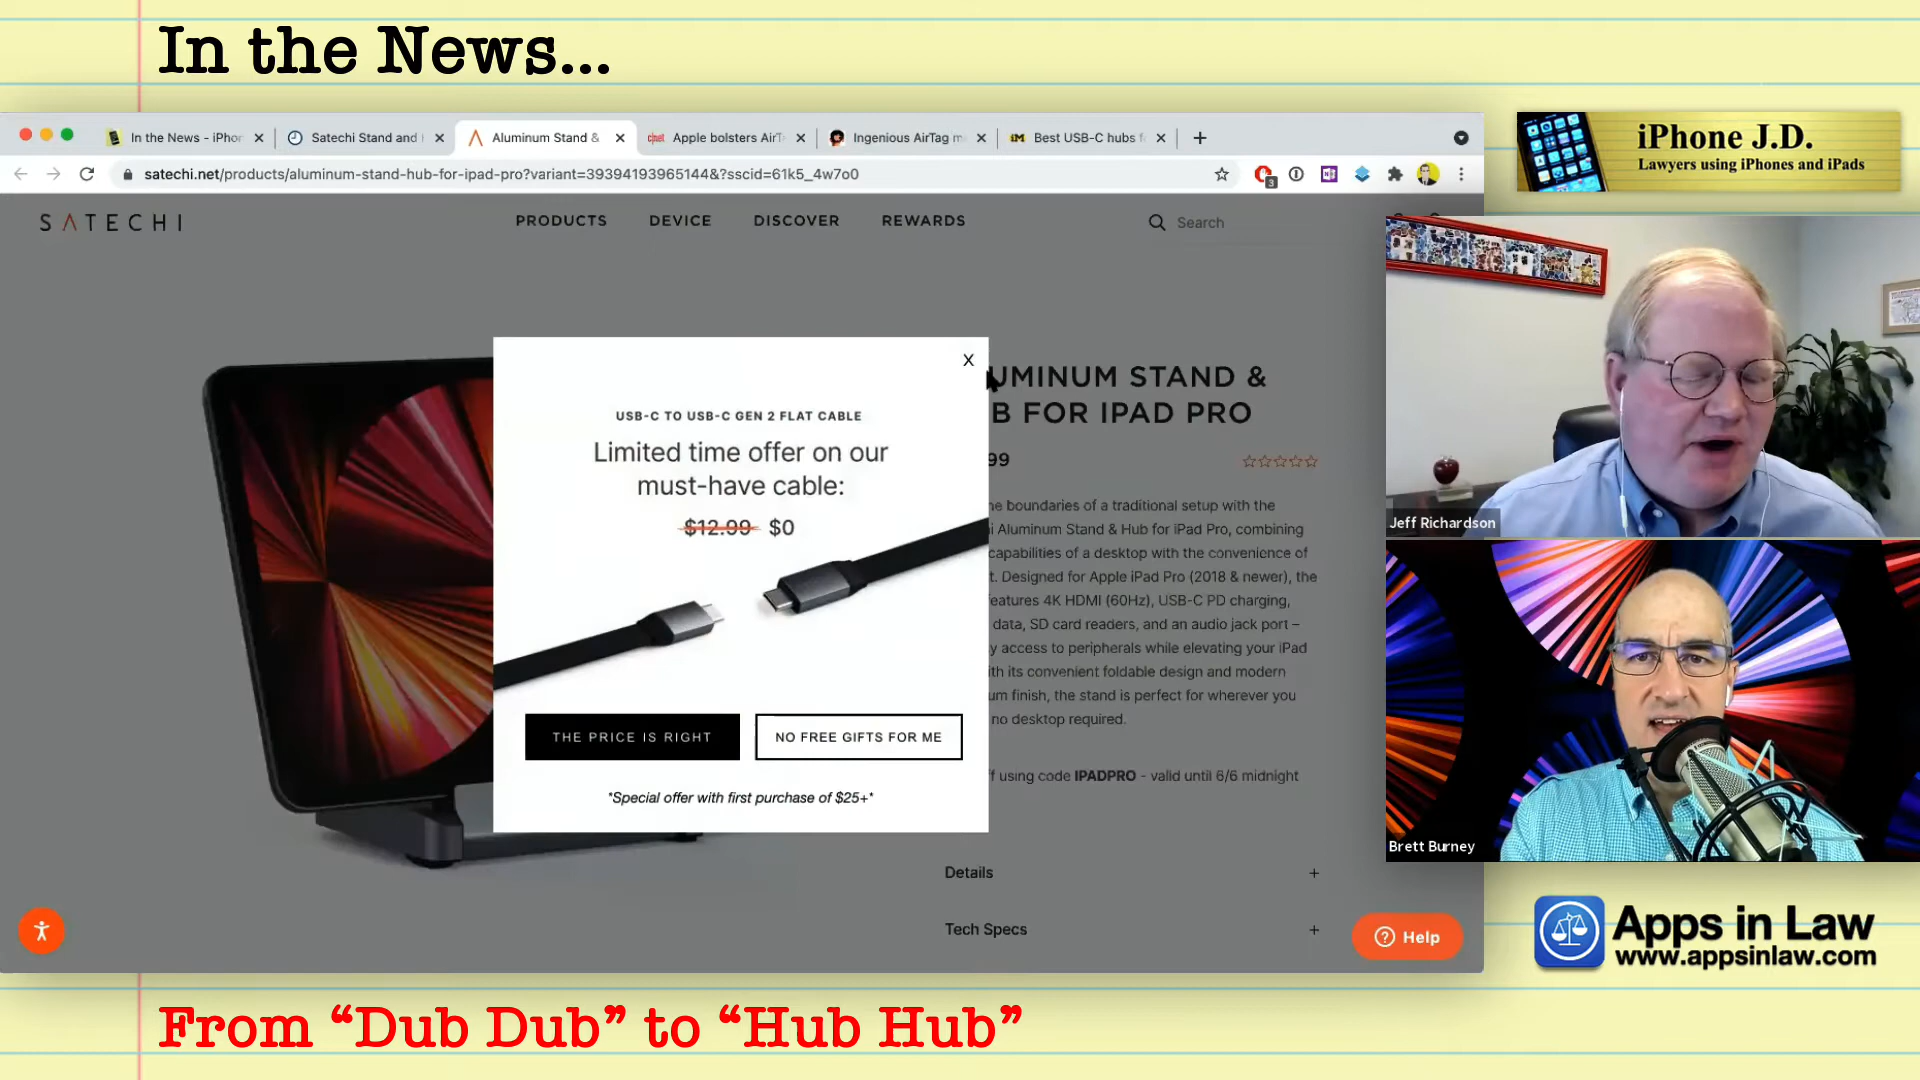 In the News...
In the News - iPhon
Satechi Stand and
Aluminum Stand &
cnet
Apple bolsters AirT
Ingenious AirTag m
iM
Best USB-C hubs f
satechi.net/products/aluminum-stand-hub-for-ipad-pro?variant=39394193965144&?sscid=61k5_4w7o0
3
iPhone J.D.
Lawyers using iPhones and iPads
SATECHI
PRODUCTS
DEVICE
DISCOVER
REWARDS
Search
X
USB-C TO USB-C GEN 2 FLAT CABLE
Limited time offer on our
must-have cable:
$12.99 $0
THE PRICE IS RIGHT
NO FREE GIFTS FOR ME
*Special offer with first purchase of $25+*
UMINUM STAND &
B FOR IPAD PRO
99
he boundaries of a traditional setup with the
i Aluminum Stand & Hub for iPad Pro, combining
capabilities of a desktop with the convenience of
t. Designed for Apple iPad Pro (2018 & newer), the
features 4K HDMI (60Hz), USB-C PD charging,
data, SD card readers, and an audio jack port –
y access to peripherals while elevating your iPad
ith its convenient foldable design and modern
um finish, the stand is perfect for wherever you
no desktop required.
f using code IPADPRO - valid until 6/6 midnight
Details +
Tech Specs +
Help
Jeff Richardson
Brett Burney
Apps in Law
www.appsinlaw.com
From “Dub Dub” to “Hub Hub”